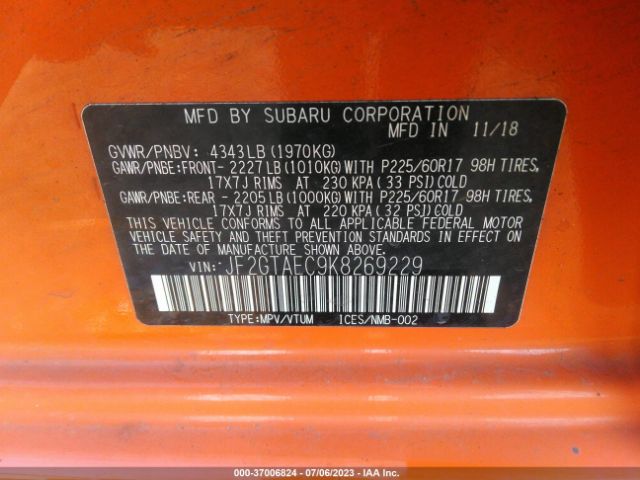 MFD BY SUBARU CORPORATION
MFD IN 11/18
GVWR/PNBV: 4343LB(1970KG)
GAWR/PNBE:FRONT- 2227LB(1010KG)WITH P225/60R17 98H TIRES,
17X7J RIMS AT 230 KPA(33 PSI)COLD
GAWR/PNBE:REAR - 2205LB(1000KG)WITH P225/60R17 98H TIRES,
17X7J RIMS AT 220 KPA(32 PSI)COLD
THIS VEHICLE CONFORMS TO ALL APPLICABLE FEDERAL MOTOR
VEHICLE SAFETY AND THEFT PREVENTION STANDARDS IN EFFECT ON
THE DATE OF MANUFACTURE SHOWN ABOVE.
VIN: JF2GTAEC9K8269229
TYPE:MPV/VTUM ICES/NMB-002
000-37006824 / 07/06/2023 - IAA Inc.